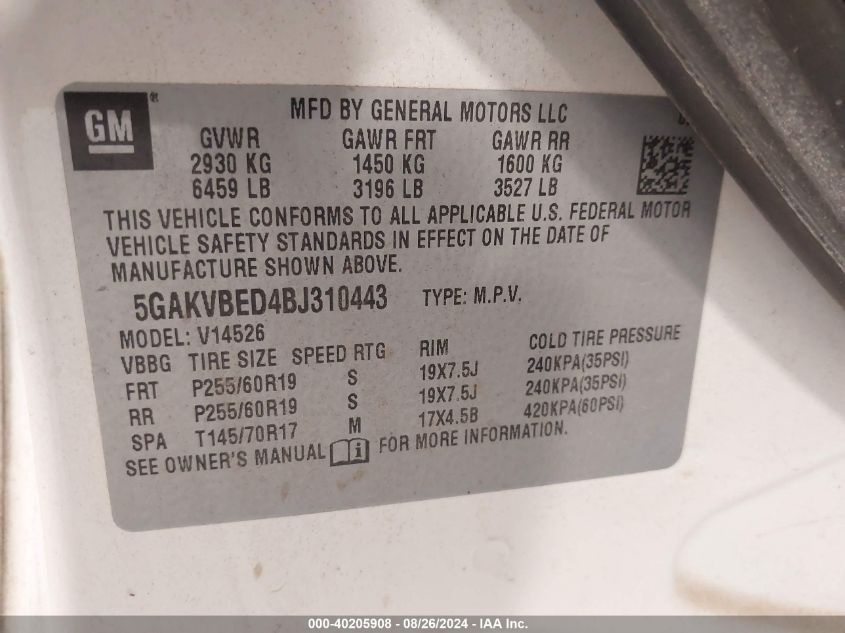 GM®
MFD BY GENERAL MOTORS LLC
GVWR GAWR FRT GAWR RR
2930 KG 1450 KG 1600 KG
6459 LB 3196 LB 3527 LB
THIS VEHICLE CONFORMS TO ALL APPLICABLE U.S. FEDERAL MOTOR
VEHICLE SAFETY STANDARDS IN EFFECT ON THE DATE OF
MANUFACTURE SHOWN ABOVE.
5GAKVBED4BJ310443 TYPE: M.P.V.
MODEL: V14526
VBBG TIRE SIZE SPEED RTG RIM COLD TIRE PRESSURE
FRT P255/60R19 S 19X7.5J 240KPA(35PSI)
RR P255/60R19 S 19X7.5J 240KPA(35PSI)
SPA T145/70R17 M 17X4.5B 420KPA(60PSI)
SEE OWNER'S MANUAL FOR MORE INFORMATION.
000-40205908 - 08/26/2024 - IAA Inc.